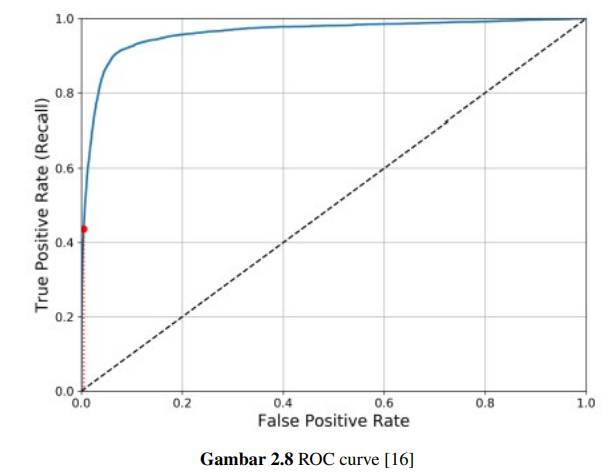 1.0
0.8
0.6
0.4
0.2
0.0
True Positive Rate (Recall)
0.0 0.2 0.4 0.6 0.8 1.0
False Positive Rate
Gambar 2.8 ROC curve [16]